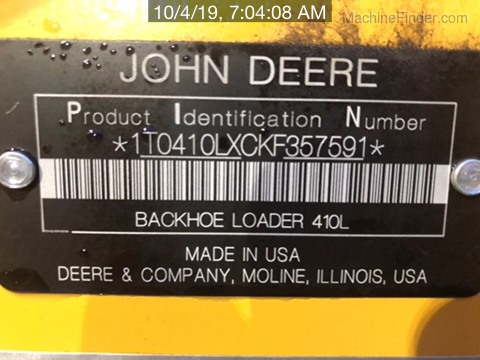 10/4/19, 7:04:08 AM
MachineFinder.com
JOHN DEERE
Product Identification Number
*1T0410LXCKF357591*
BACKHOE LOADER 410L
MADE IN USA
DEERE & COMPANY, MOLINE, ILLINOIS, USA